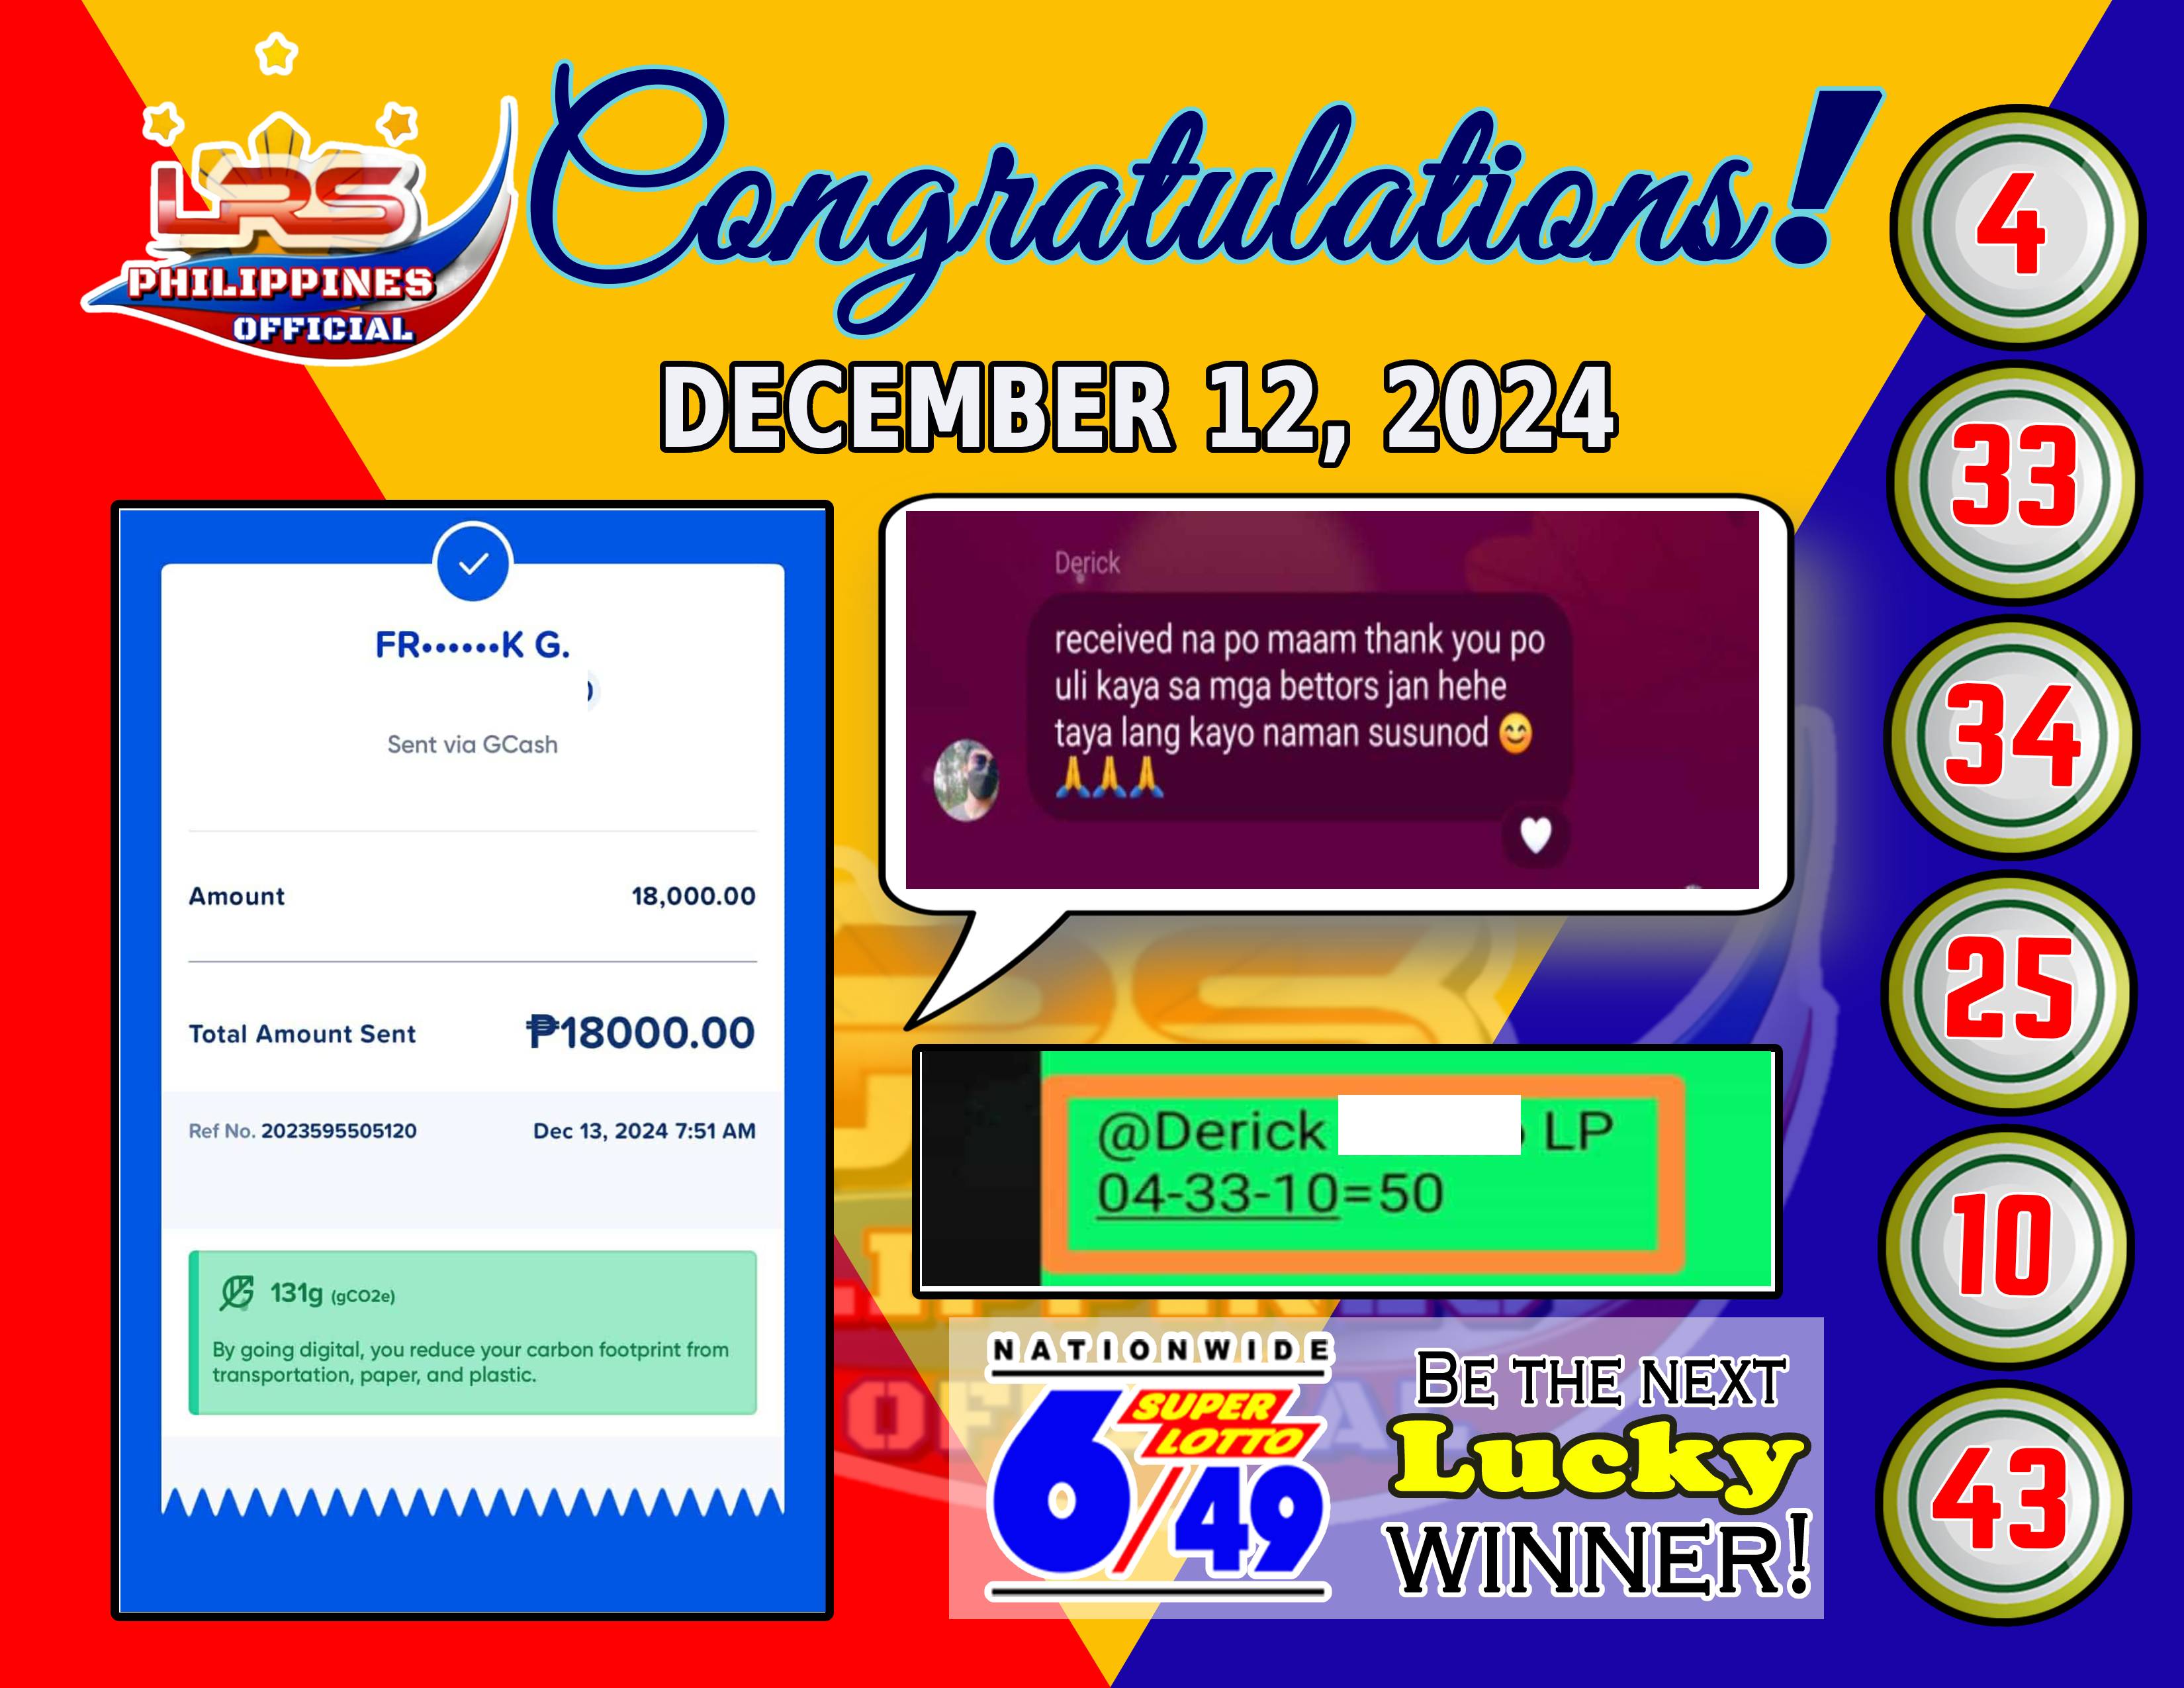 LRS
PHILIPPINES
OFFICIAL
Congratulations!
DECEMBER 12, 2024
FR••••••K G.
Sent via GCash
Amount 18,000.00
Total Amount Sent ₱18000.00
Ref No. 2023595505120 Dec 13, 2024 7:51 AM
131g (gCO2e)
By going digital, you reduce your carbon footprint from
transportation, paper, and plastic.
Derick
received na po maam thank you po
uli kaya sa mga bettors jan hehe
taya lang kayo naman susunod 😊
🙏🙏🙏
@Derick LP
04-33-10=50
NATIONWIDE
SUPER
LOTTO
6/49
BE THE NEXT
Lucky
WINNER!
4
33
34
25
10
43